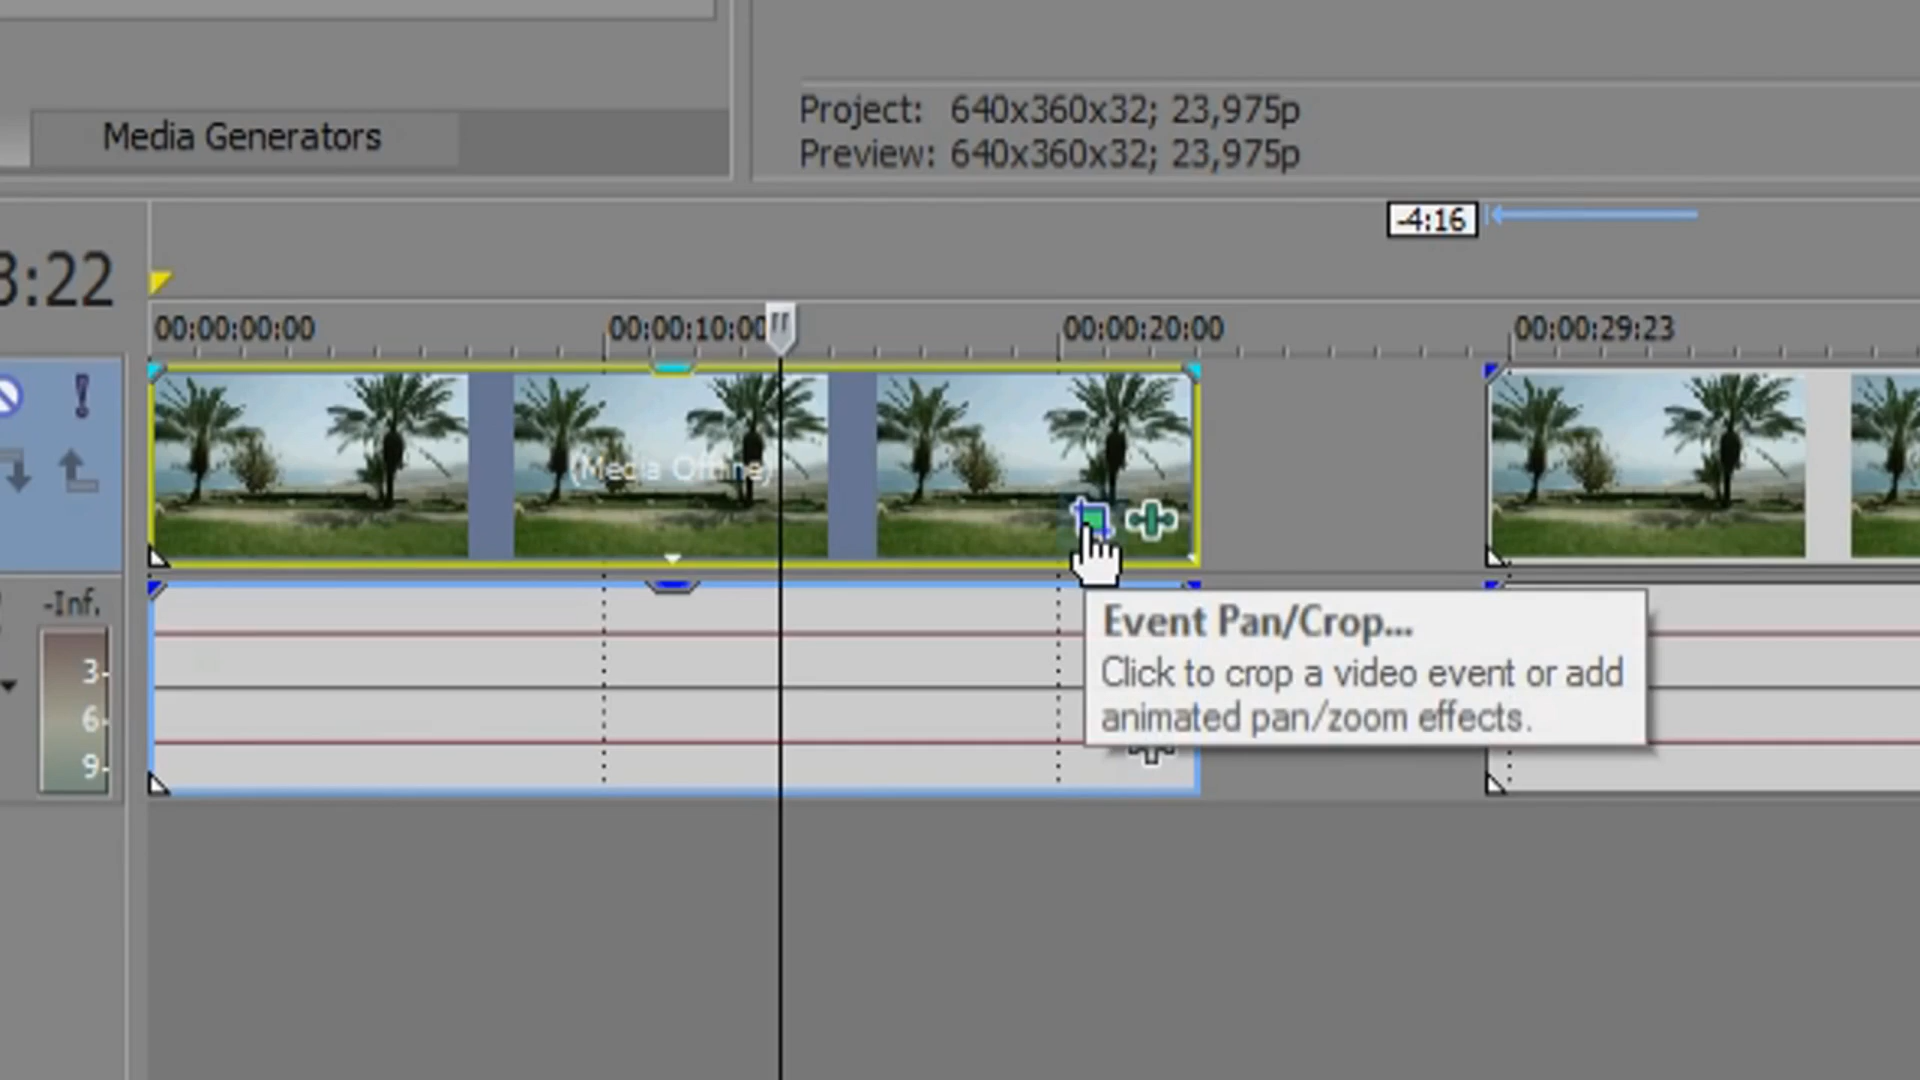 Media Generators
Project: 640x360x32; 23,975p
Preview: 640x360x32; 23,975p
-4:16
3:22
00:00:00:00
00:00:10:00
00:00:20:00
00:00:29:23
(Media Offline)
-Inf.
3-
6-
9-
Event Pan/Crop...
Click to crop a video event or add
animated pan/zoom effects.